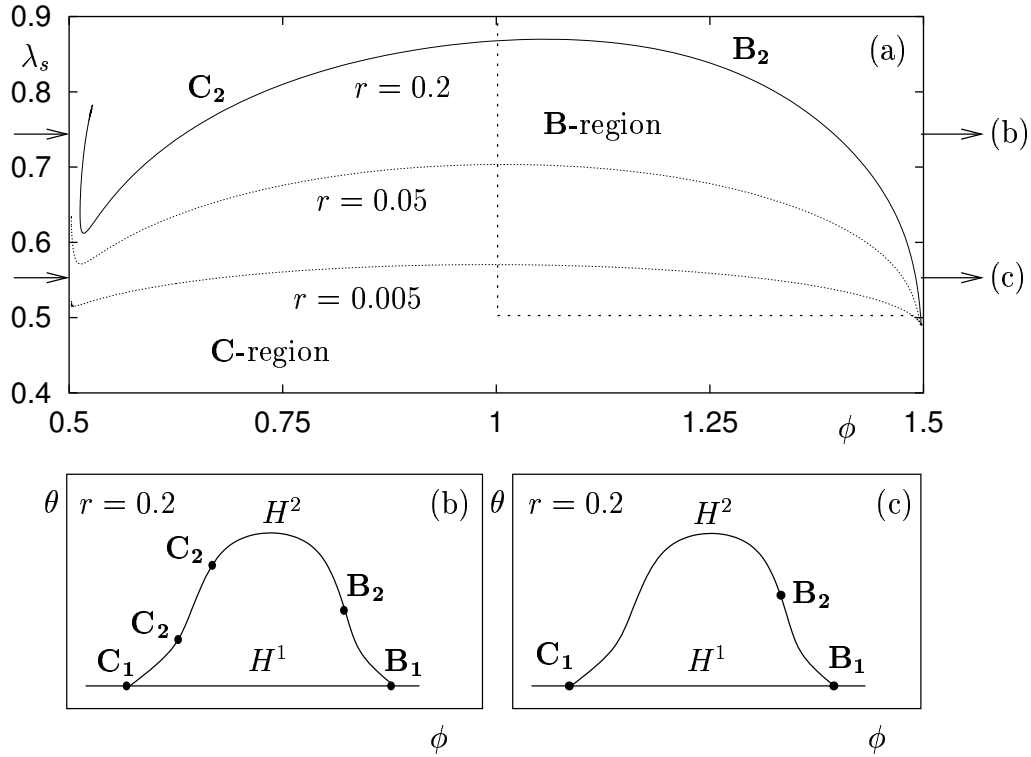 0.9
λs
(a)
B2
C2
0.8
r = 0.2
B-region
(b)
0.7
r = 0.05
0.6
(c)
r = 0.005
0.5
C-region
0.4
0.5 0.75 1 1.25 φ 1.5
θ r = 0.2 H2 (b)
C2
B2
C2
C1 H1 B1
φ
θ r = 0.2 H2 (c)
B2
C1 H1 B1
φ